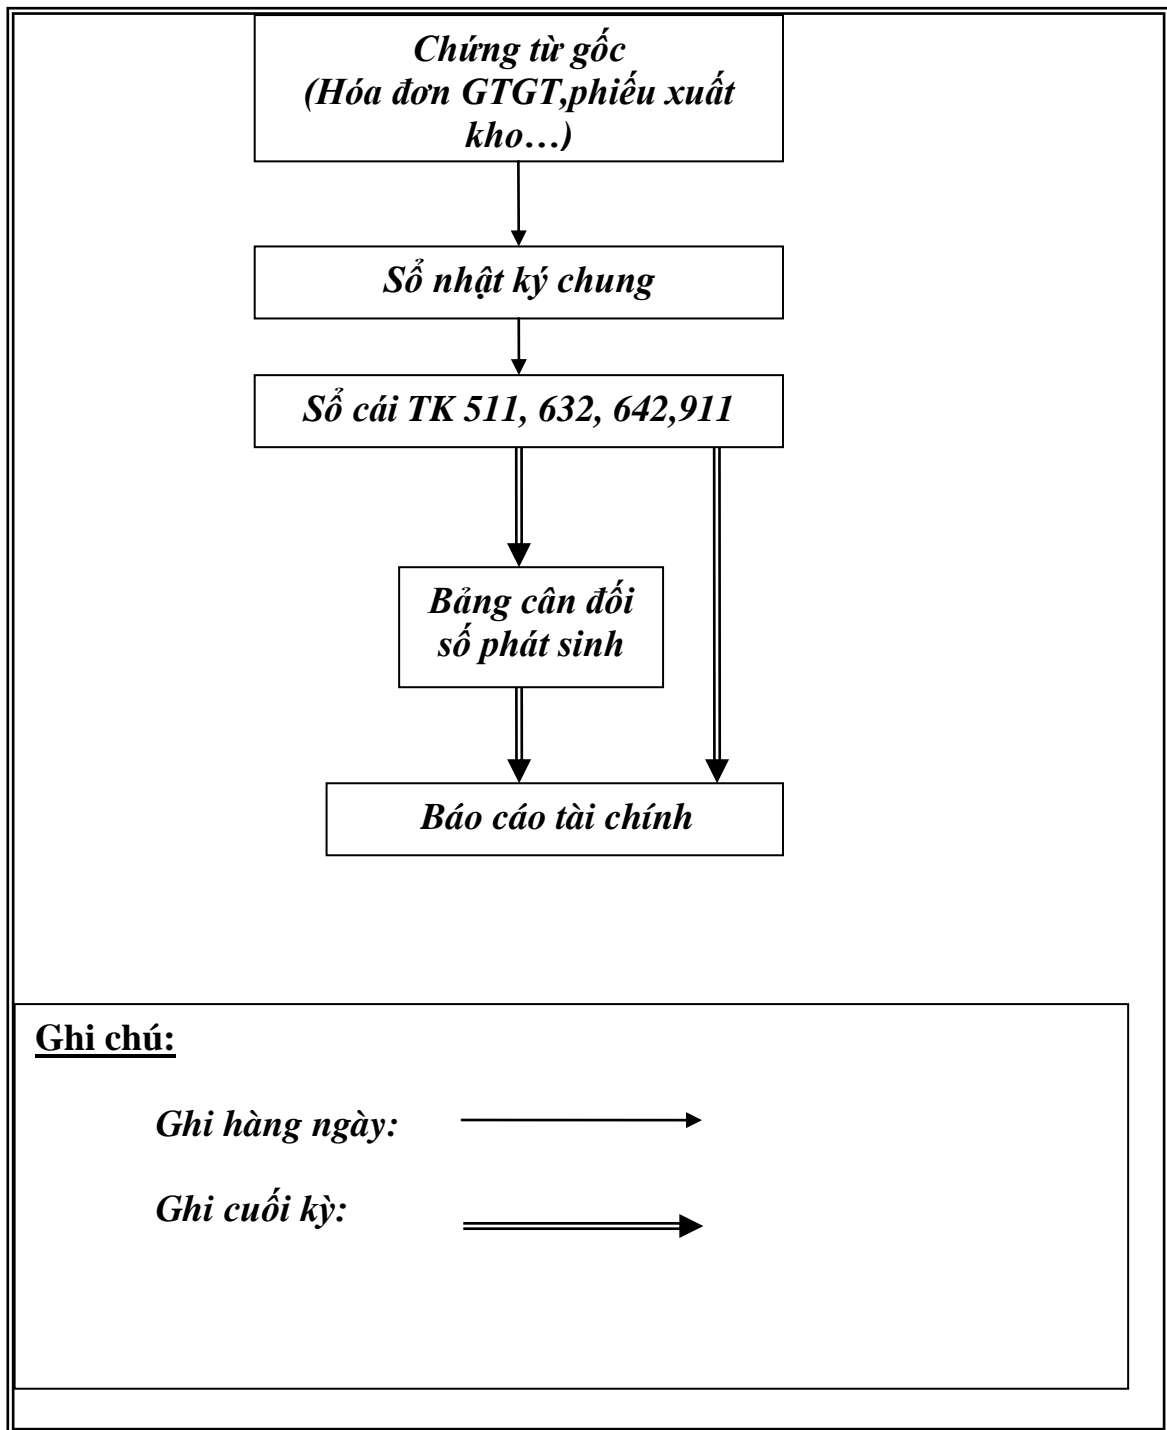 Chứng từ gốc
(Hóa đơn GTGT,phiếu xuất
kho…)
Sổ nhật ký chung
Sổ cái TK 511, 632, 642,911
Bảng cân đối
số phát sinh
Báo cáo tài chính
Ghi chú:
Ghi hàng ngày:
Ghi cuối kỳ: